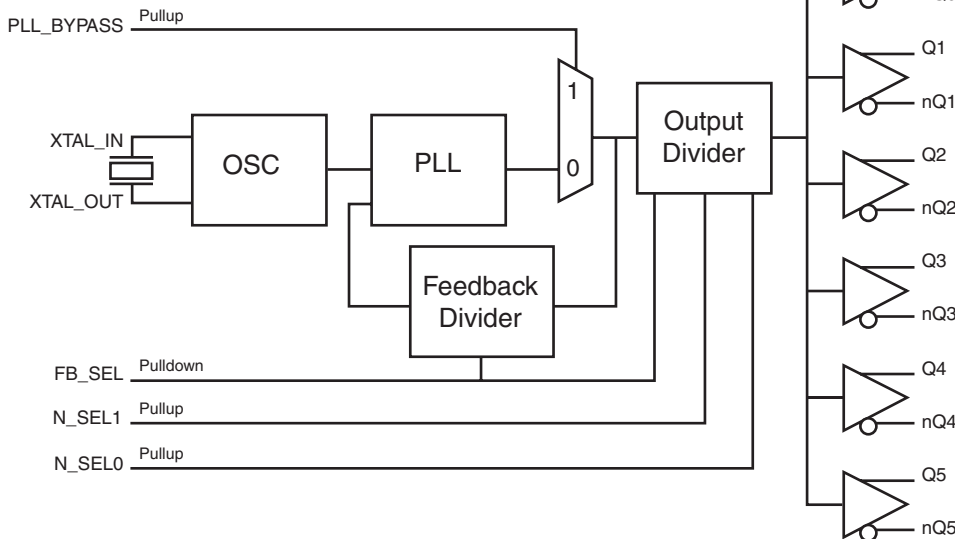 PLL_BYPASS Pullup
Q1
nQ1
1
XTAL_IN
OSC
PLL
0
Output
Divider
XTAL_OUT
Q2
nQ2
Feedback
Divider
Q3
nQ3
FB_SEL Pulldown
Q4
N_SEL1 Pullup
nQ4
N_SEL0 Pullup
Q5
nQ5